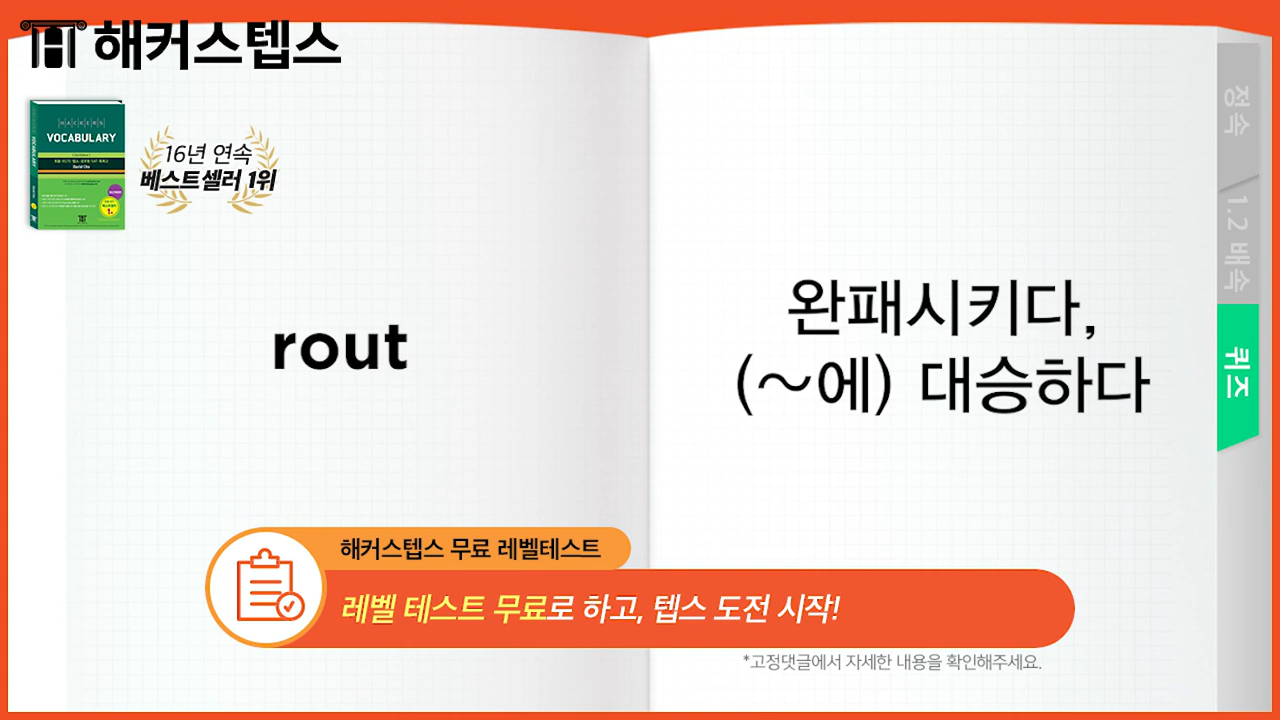 해커스텝스
HACKERS
VOCABULARY
VOCABULARY
David Cho
16년 연속
베스트셀러 1위
rout
완패시키다,
(~에) 대승하다
정속
1.2 배속
퀴즈
해커스텝스 무료 레벨테스트
레벨 테스트 무료로 하고, 텝스 도전 시작!
*고정댓글에서 자세한 내용을 확인해주세요.